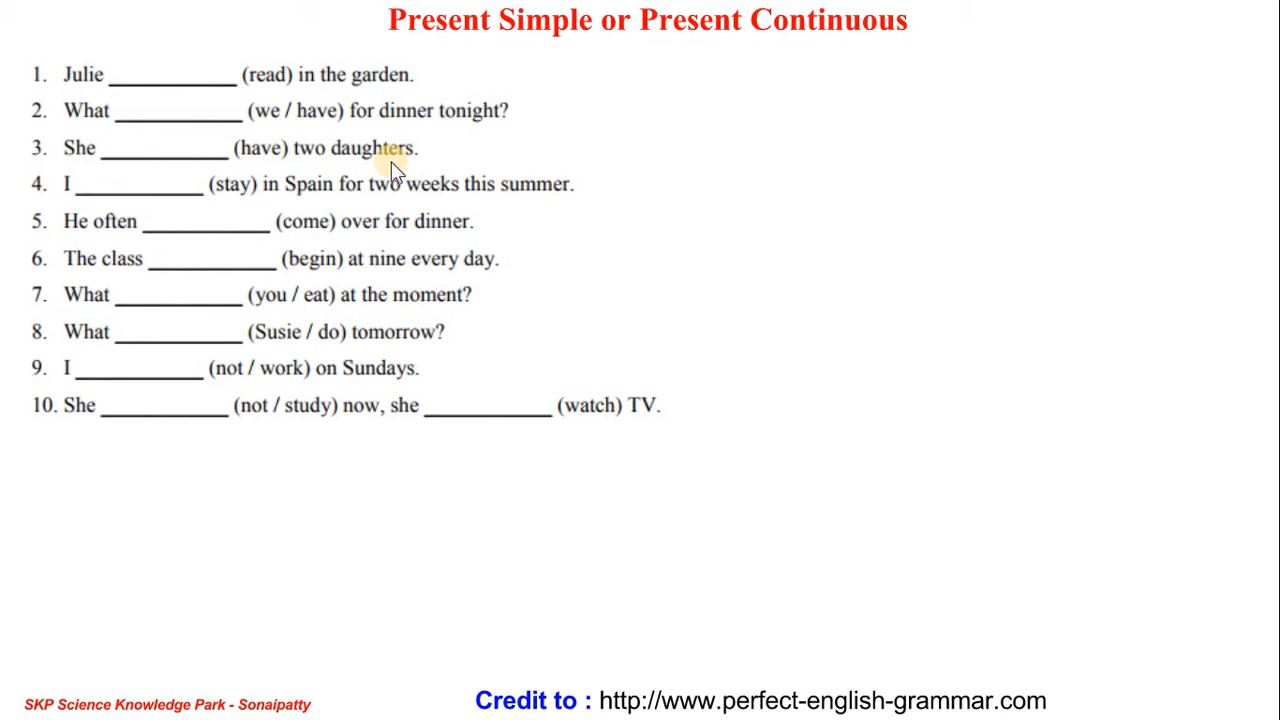 Present Simple or Present Continuous
1. Julie ____________ (read) in the garden.
2. What ____________ (we / have) for dinner tonight?
3. She ____________ (have) two daughters.
4. I ____________ (stay) in Spain for two weeks this summer.
5. He often ____________ (come) over for dinner.
6. The class ____________ (begin) at nine every day.
7. What ____________ (you / eat) at the moment?
8. What ____________ (Susie / do) tomorrow?
9. I ____________ (not / work) on Sundays.
10. She ____________ (not / study) now, she ____________ (watch) TV.
SKP Science Knowledge Park - Sonaipatty
Credit to : http://www.perfect-english-grammar.com